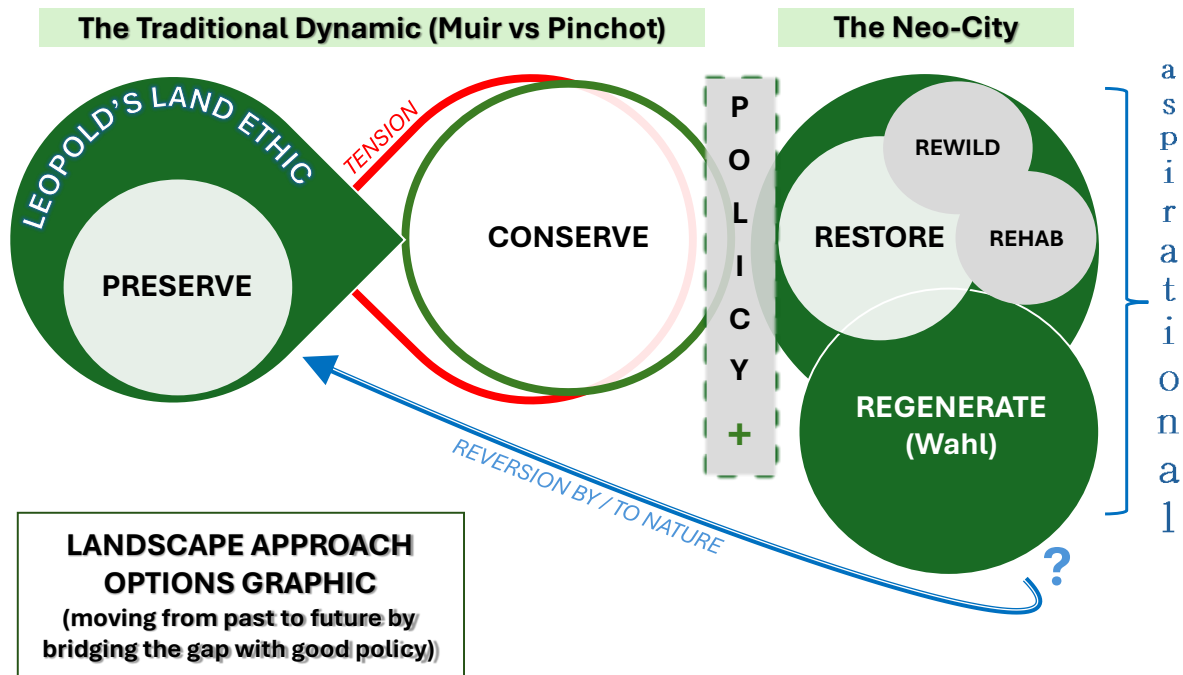 The Traditional Dynamic (Muir vs Pinchot)
The Neo-City
LEOPOLD'S LAND ETHIC
PRESERVE
TENSION
CONSERVE
POLICY
+
RESTORE
REWILD
REHAB
REGENERATE
(Wahl)
aspirational
REVERSION BY / TO NATURE
?
LANDSCAPE APPROACH
OPTIONS GRAPHIC
(moving from past to future by
bridging the gap with good policy)